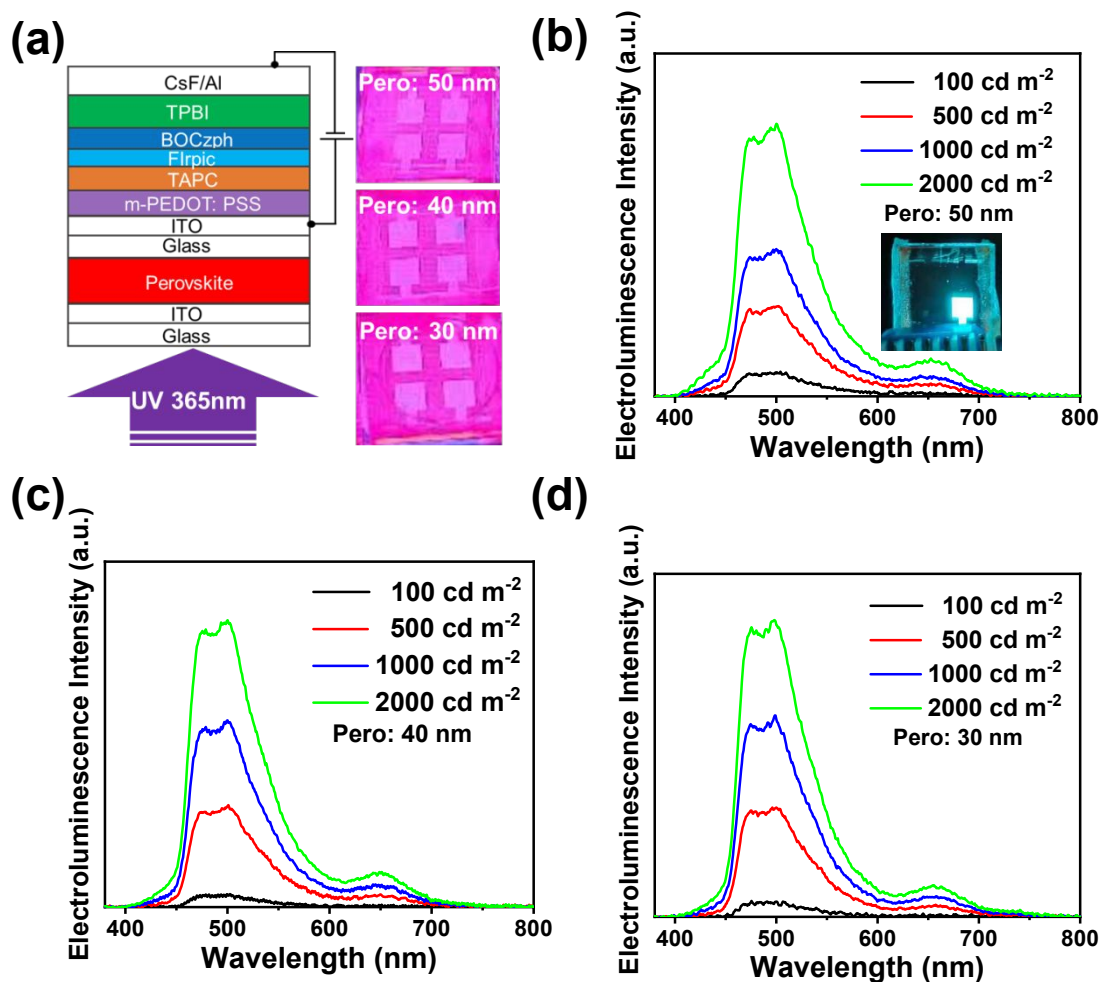 (a)
CsF/Al
TPBI
BOCzph
FIrpic
TAPC
m-PEDOT: PSS
ITO
Glass
Perovskite
ITO
Glass
UV 365nm
Pero: 50 nm
Pero: 40 nm
Pero: 30 nm
(b)
Electroluminescence Intensity (a.u.)
100 cd m-2
500 cd m-2
1000 cd m-2
2000 cd m-2
Pero: 50 nm
400 500 600 700 800
Wavelength (nm)
(c)
Electroluminescence Intensity (a.u.)
100 cd m-2
500 cd m-2
1000 cd m-2
2000 cd m-2
Pero: 40 nm
400 500 600 700 800
Wavelength (nm)
(d)
Electroluminescence Intensity (a.u.)
100 cd m-2
500 cd m-2
1000 cd m-2
2000 cd m-2
Pero: 30 nm
400 500 600 700 800
Wavelength (nm)